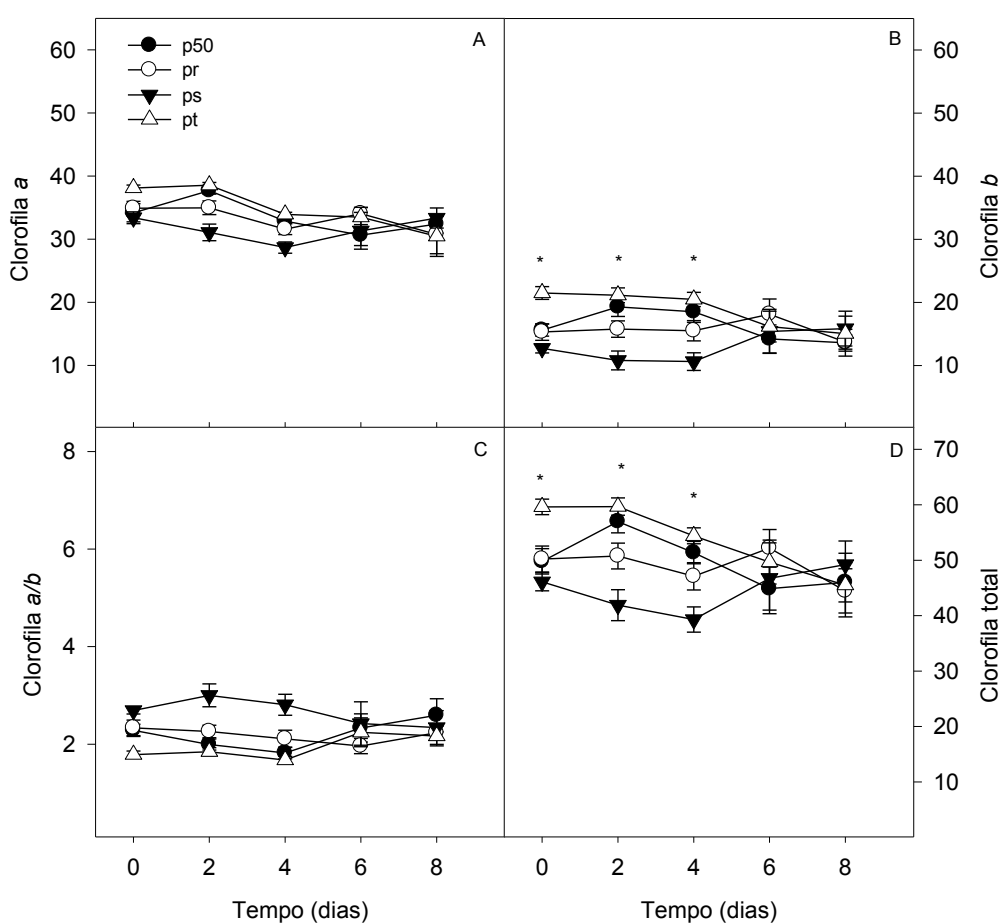 A
p50
pr
ps
pt
60
50
40
30
20
10
Clorofila a
B
* * *
60
50
40
30
20
10
Clorofila b
C
8
6
4
2
Clorofila a/b
0 2 4 6 8
Tempo (dias)
D
* * *
70
60
50
40
30
20
10
Clorofila total
0 2 4 6 8
Tempo (dias)